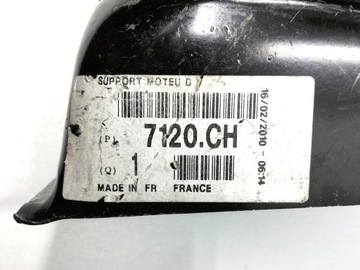 SUPPORT MOTEU D
(P) 7120.CH
(Q) 1
MADE IN FR FRANCE
16/02/2010 - 06:14